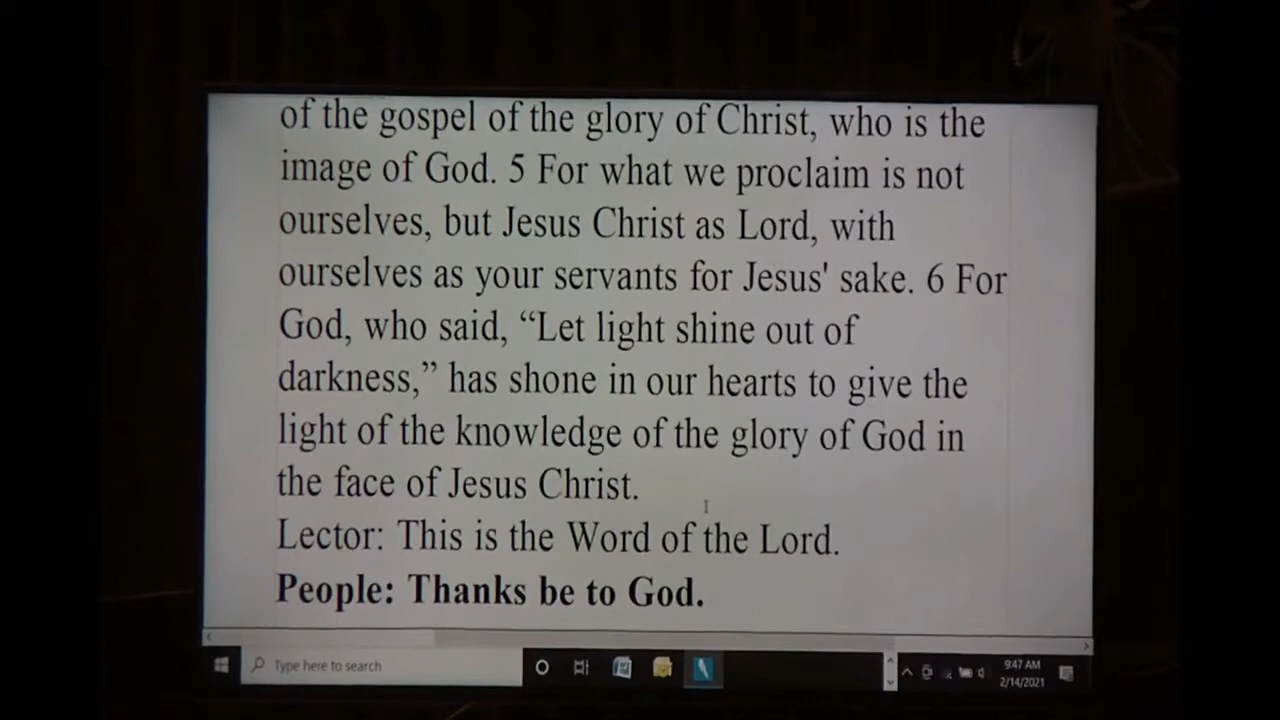 of the gospel of the glory of Christ, who is the
image of God. 5 For what we proclaim is not
ourselves, but Jesus Christ as Lord, with
ourselves as your servants for Jesus' sake. 6 For
God, who said, “Let light shine out of
darkness,” has shone in our hearts to give the
light of the knowledge of the glory of God in
the face of Jesus Christ.
Lector: This is the Word of the Lord.
People: Thanks be to God.
Type here to search
9:47 AM
2/14/2021